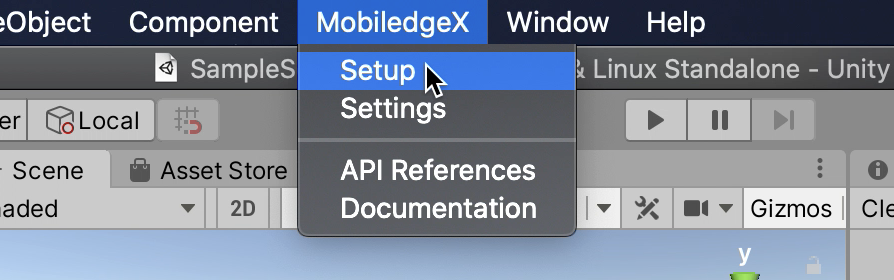 eObject Component MobiledgeX Window Help
SampleS & Linux Standalone - Unity
Setup
Settings
er Local
API References
Documentation
Scene Asset Store
aded 2D Gizmos Cle
y